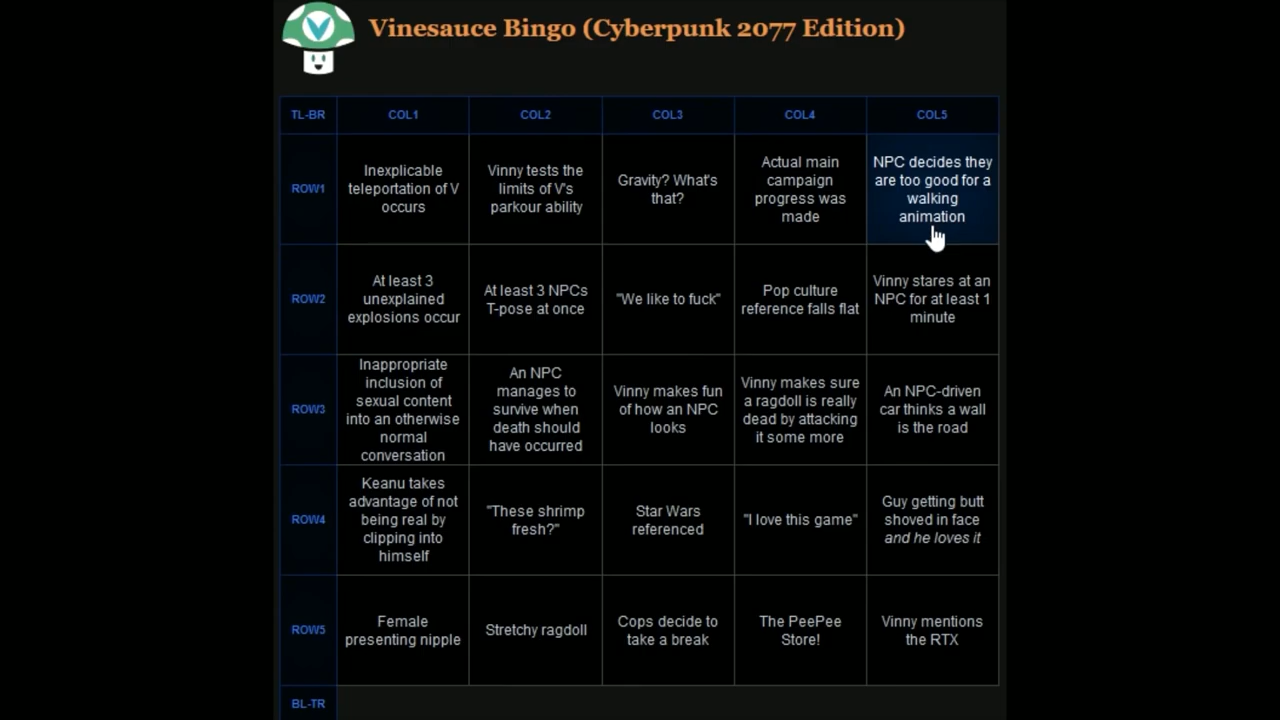 Vinesauce Bingo (Cyberpunk 2077 Edition)
TL-BR
COL1
COL2
COL3
COL4
COL5
ROW1
Inexplicable
teleportation of V
occurs
Vinny tests the
limits of V's
parkour ability
Gravity? What's
that?
Actual main
campaign
progress was
made
NPC decides they
are too good for a
walking
animation
ROW2
At least 3
unexplained
explosions occur
At least 3 NPCs
T-pose at once
"We like to fuck"
Pop culture
reference falls flat
Vinny stares at an
NPC for at least 1
minute
ROW3
Inappropriate
inclusion of
sexual content
into an otherwise
normal
conversation
An NPC
manages to
survive when
death should
have occurred
Vinny makes fun
of how an NPC
looks
Vinny makes sure
a ragdoll is really
dead by attacking
it some more
An NPC-driven
car thinks a wall
is the road
ROW4
Keanu takes
advantage of not
being real by
clipping into
himself
"These shrimp
fresh?"
Star Wars
referenced
"I love this game"
Guy getting butt
shoved in face
and he loves it
ROW5
Female
presenting nipple
Stretchy ragdoll
Cops decide to
take a break
The PeePee
Store!
Vinny mentions
the RTX
BL-TR